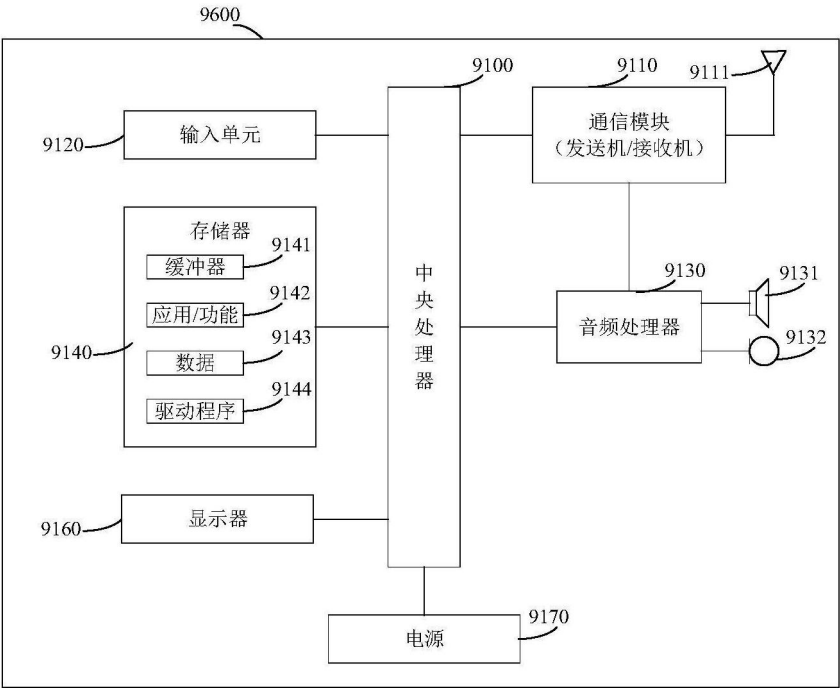 9600
9100
9110
9111
9120
输入单元
通信模块
（发送机/接收机）
存储器
9141
缓冲器
9142
应用/功能
9143
数据
9144
驱动程序
9140
中央处理器
9130
音频处理器
9131
9132
9160
显示器
9170
电源